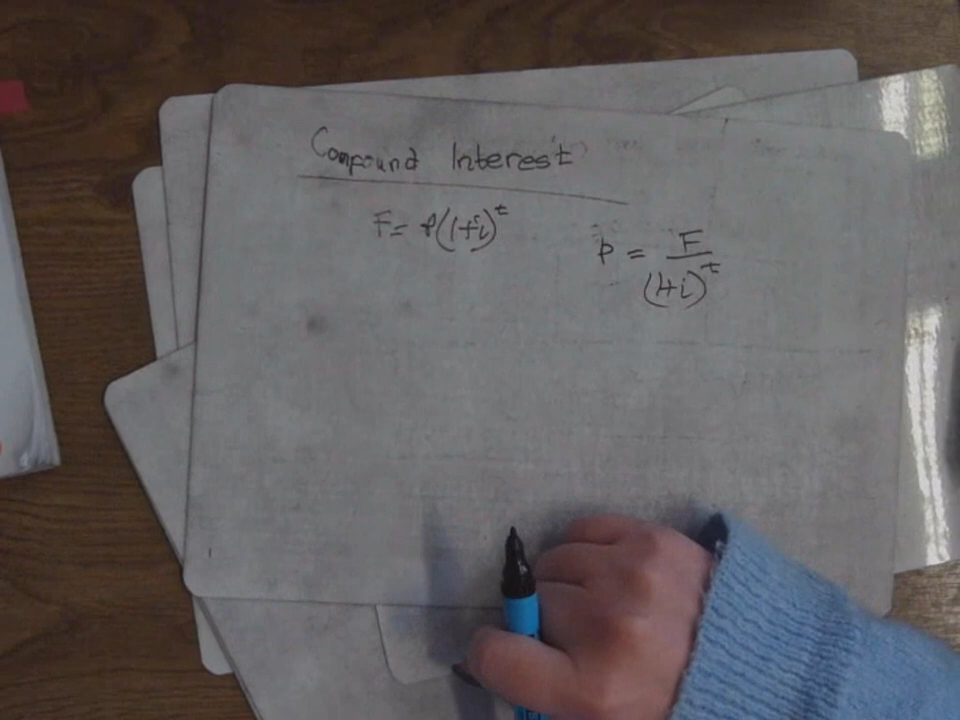 Compound Interest
F = P(1+i)^t
P = F/(1+i)^t